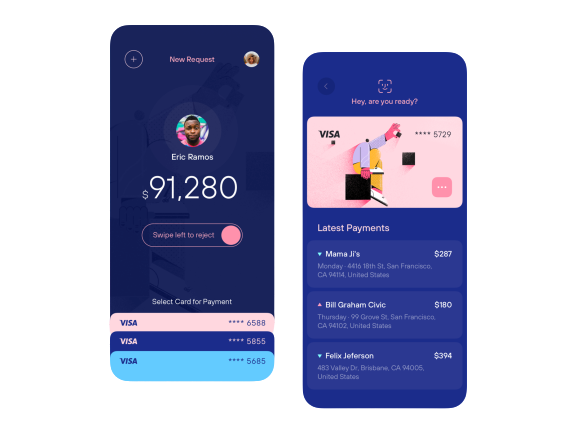 New Request
Eric Ramos
$91,280
Swipe left to reject
Select Card for Payment
VISA **** 6588
VISA **** 5855
VISA **** 5685
Hey, are you ready?
VISA **** 5729
Latest Payments
Mama Ji's $287
Monday · 4416 18th St, San Francisco,
CA 94114, United States
Bill Graham Civic $180
Thursday · 99 Grove St, San Francisco,
CA 94102, United States
Felix Jeferson $394
483 Valley Dr, Brisbane, CA 94005,
United States